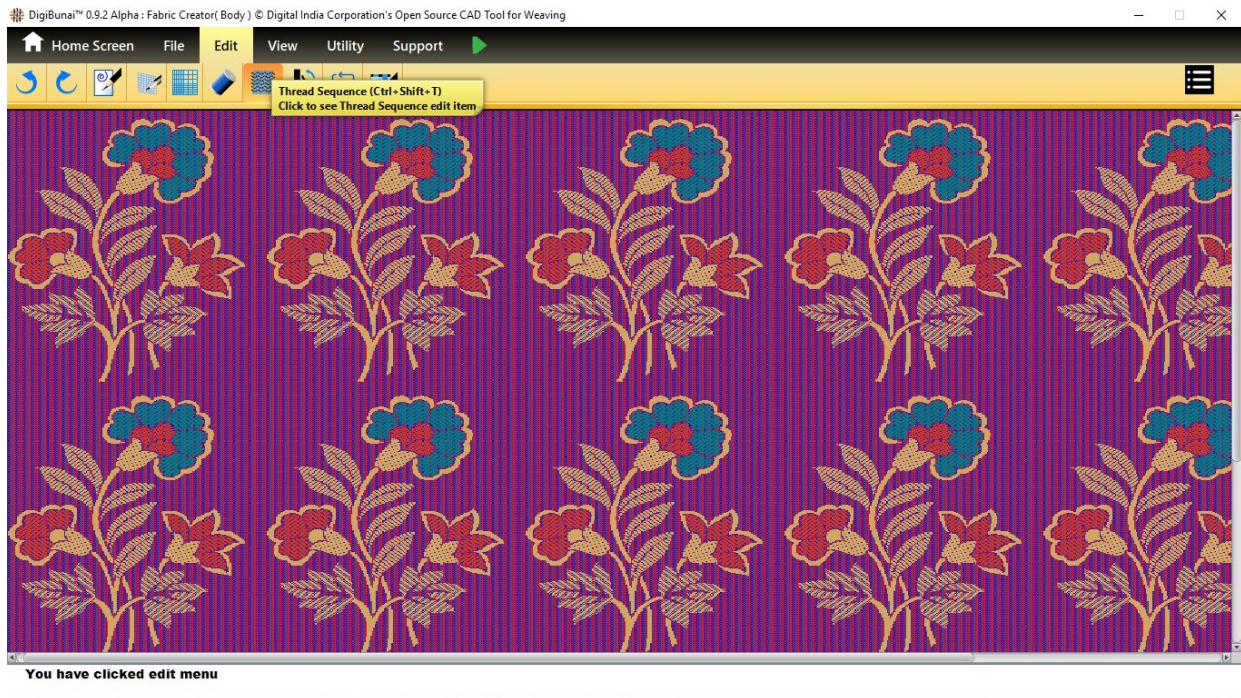 DigiBunai™ 0.9.2 Alpha : Fabric Creator( Body ) © Digital India Corporation's Open Source CAD Tool for Weaving
Home Screen File Edit View Utility Support
Thread Sequence (Ctrl+Shift+T)
Click to see Thread Sequence edit item
You have clicked edit menu